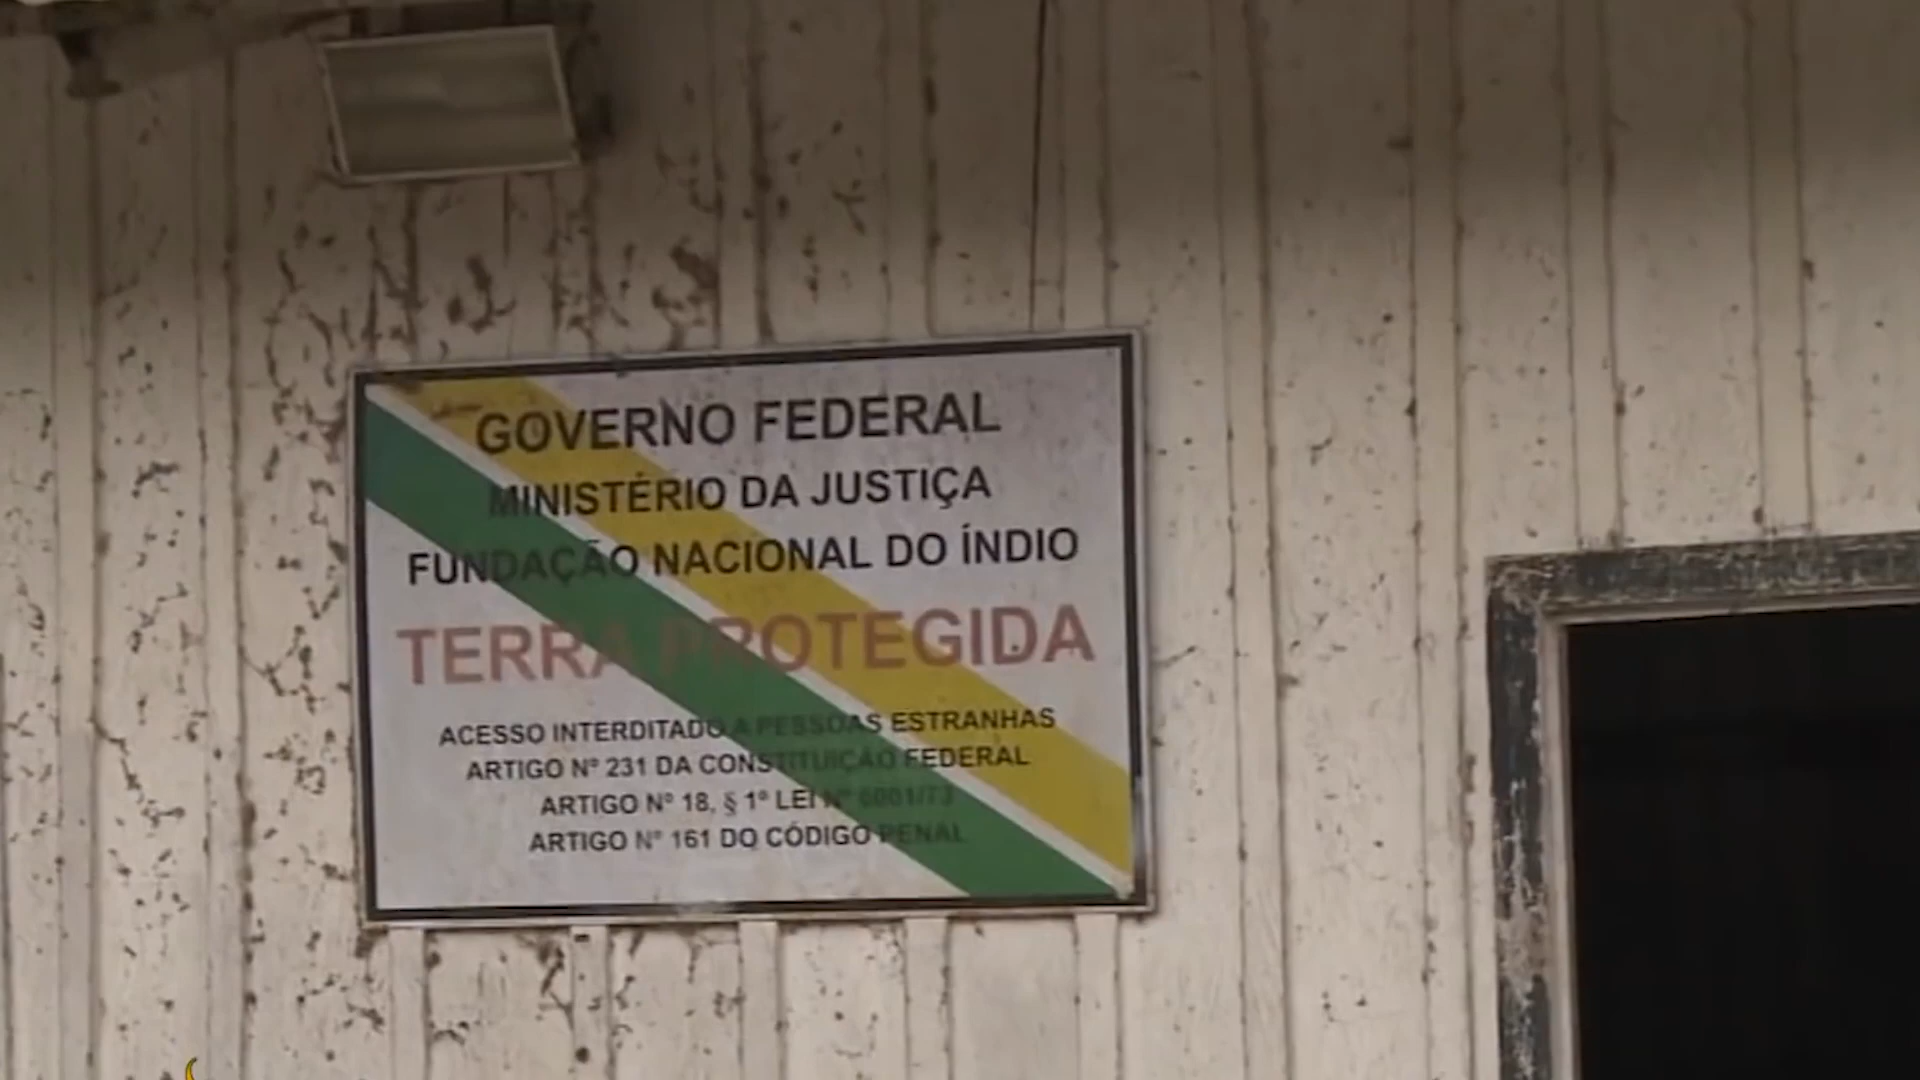 GOVERNO FEDERAL
MINISTÉRIO DA JUSTIÇA
FUNDAÇÃO NACIONAL DO ÍNDIO
TERRA PROTEGIDA
ACESSO INTERDITADO A PESSOAS ESTRANHAS
ARTIGO Nº 231 DA CONSTITUIÇÃO FEDERAL
ARTIGO Nº 18, § 1º LEI Nº 6001/73
ARTIGO Nº 161 DO CÓDIGO PENAL